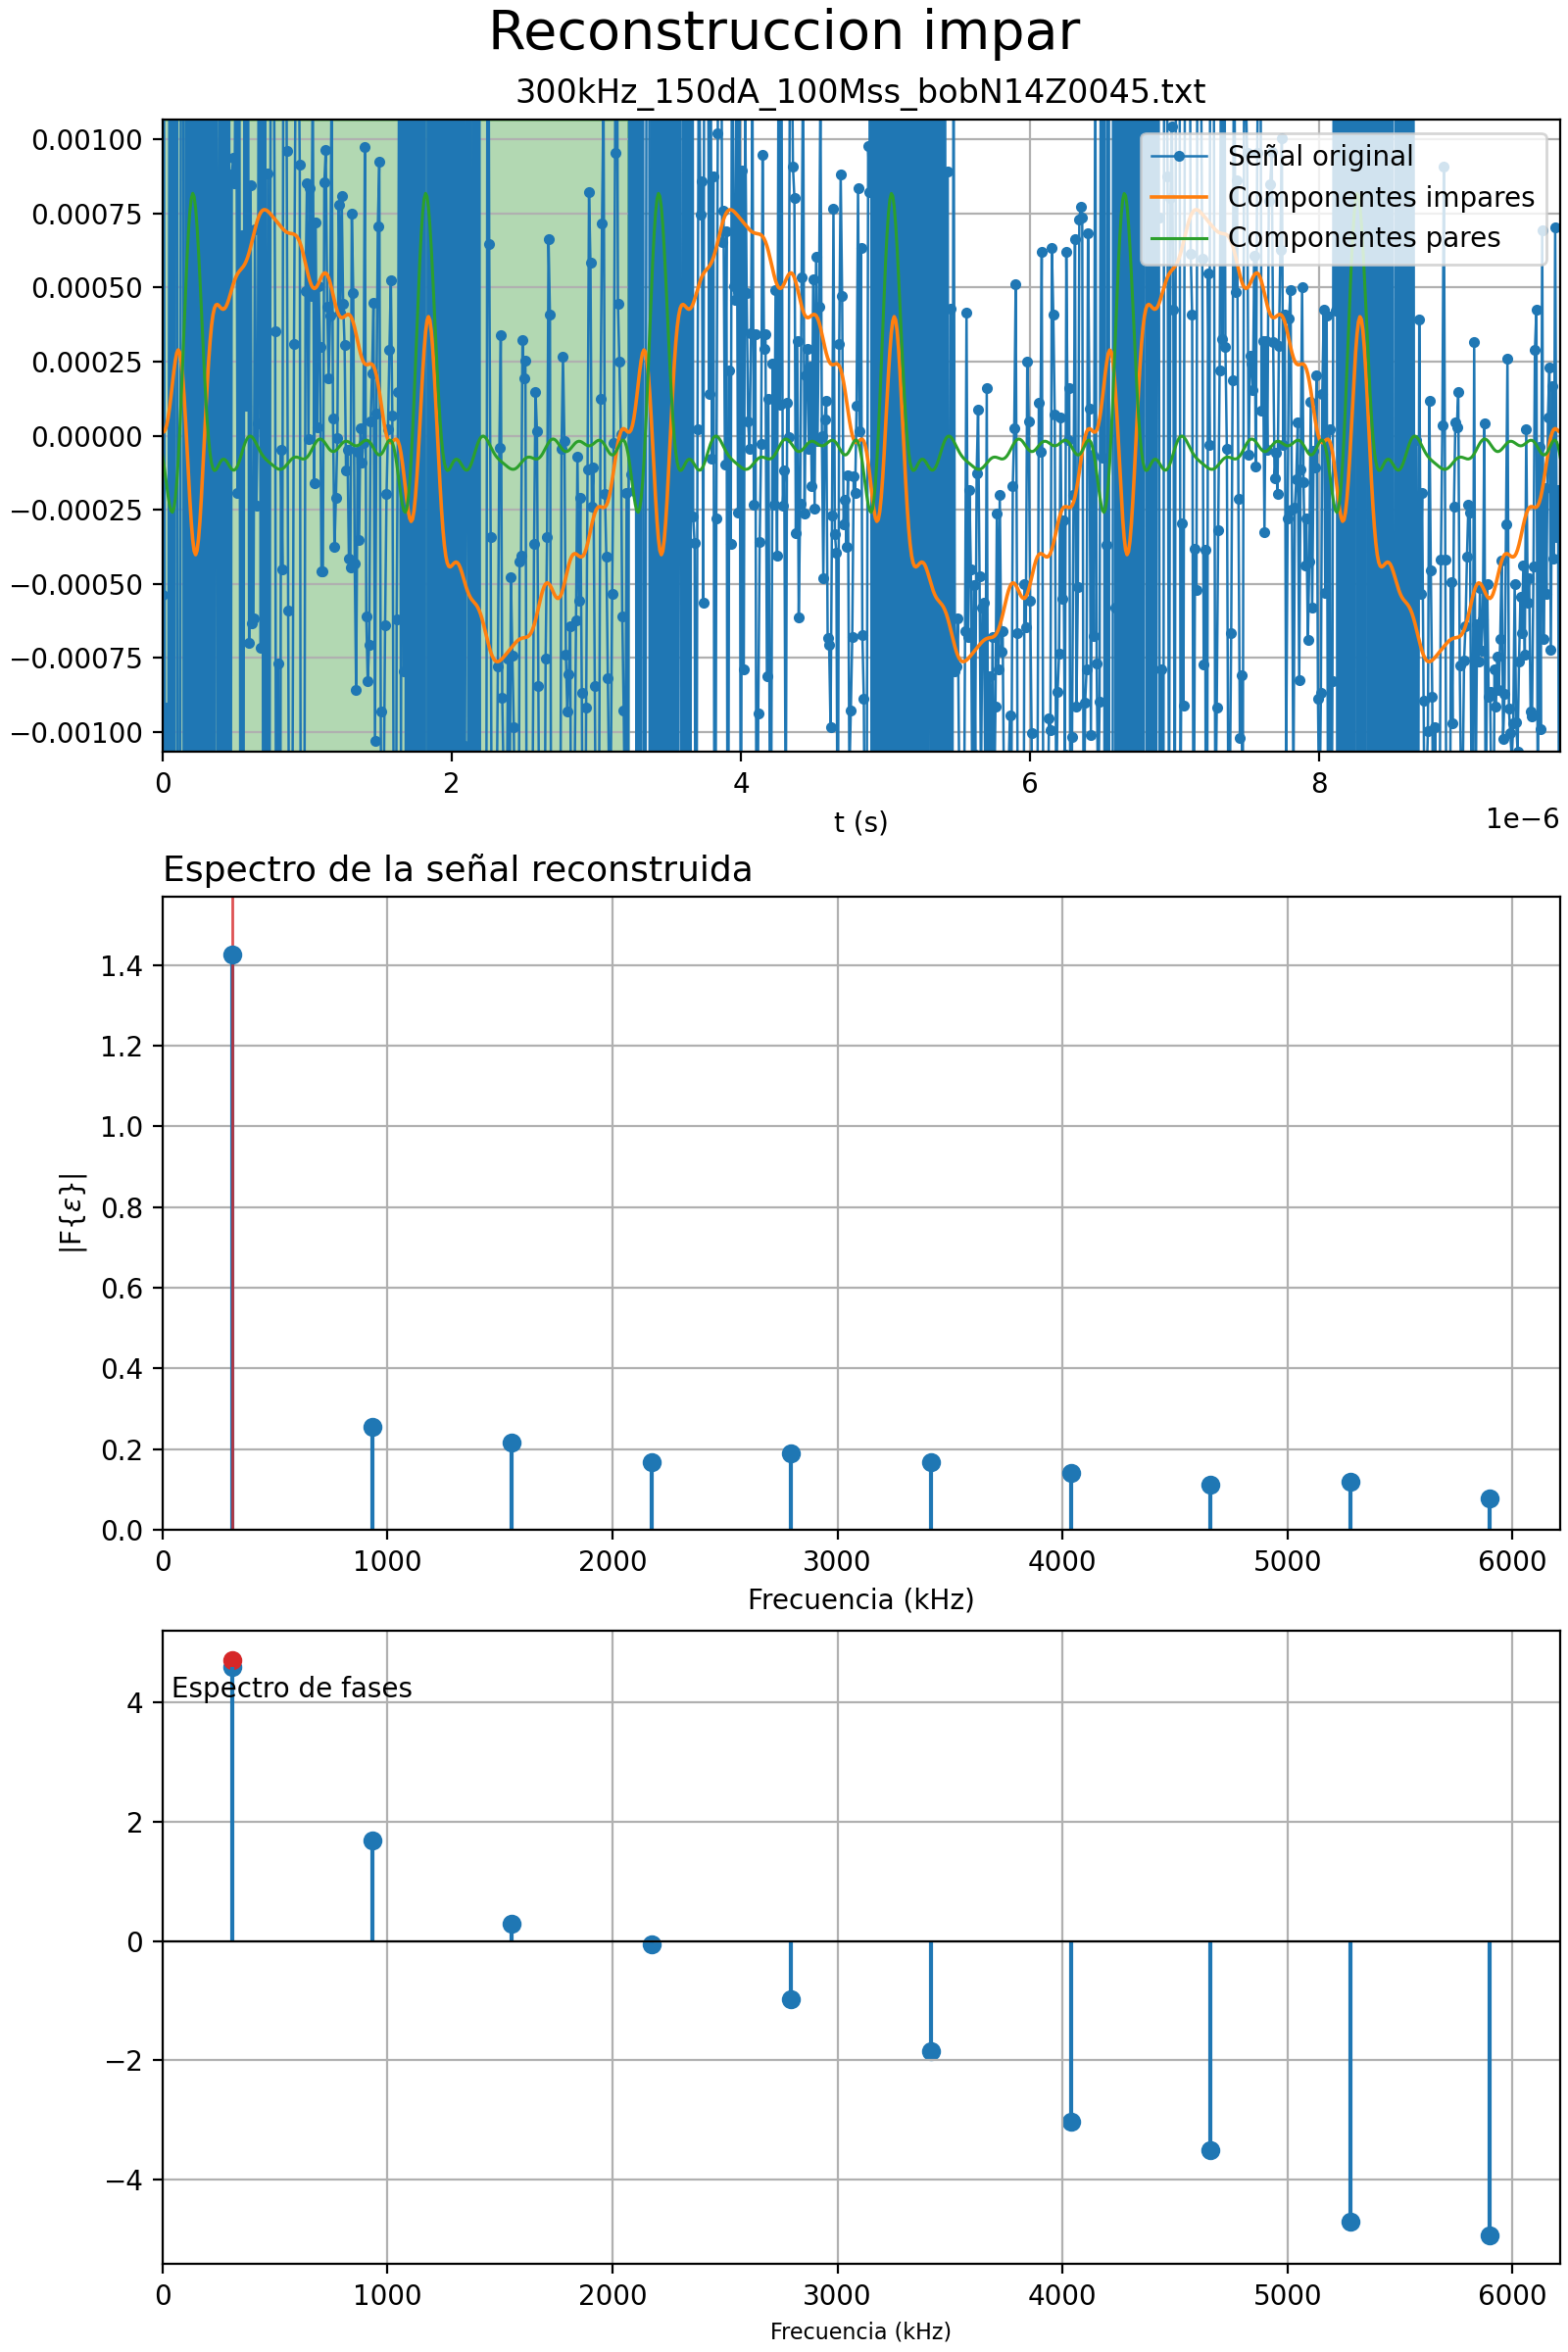 Reconstruccion impar
300kHz_150dA_100Mss_bobN14Z0045.txt
0.00100
0.00075
0.00050
0.00025
0.00000
−0.00025
−0.00050
−0.00075
−0.00100
Señal original
Componentes impares
Componentes pares
0 2 4 6 8
1e−6
t (s)
Espectro de la señal reconstruida
1.4
1.2
1.0
0.8
0.6
0.4
0.2
0.0
|F{ε}|
0 1000 2000 3000 4000 5000 6000
Frecuencia (kHz)
Espectro de fases
4
2
0
−2
−4
0 1000 2000 3000 4000 5000 6000
Frecuencia (kHz)